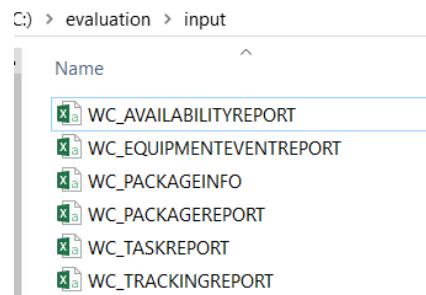 C:) > evaluation > input
Name
WC_AVAILABILITYREPORT
WC_EQUIPMENTEVENTREPORT
WC_PACKAGEINFO
WC_PACKAGEREPORT
WC_TASKREPORT
WC_TRACKINGREPORT